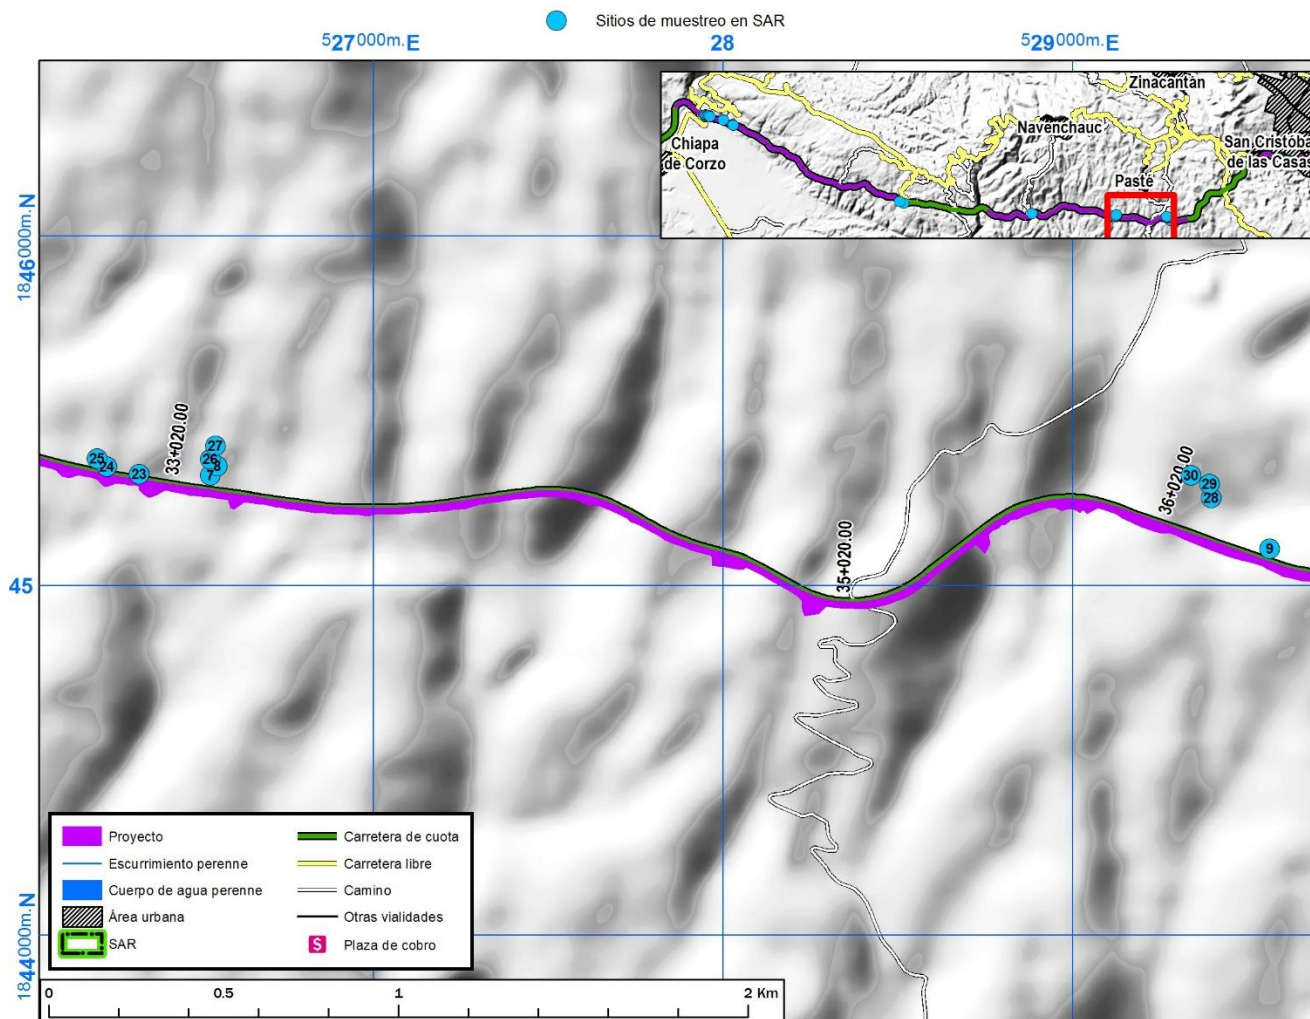 Sitios de muestreo en SAR
527000m.E
28
529000m.E
Zinacantán
Navenchauc
Chiapa
de Corzo
San Cristóba
de las Casas
Pasté
1846000m.N
33+020.00
27
25
26
24
8
23
7
36+020.00
30
29
28
35+020.00
9
45
Proyecto
Carretera de cuota
Escurrimiento perenne
Carretera libre
Cuerpo de agua perenne
Camino
Área urbana
Otras vialidades
SAR
$ Plaza de cobro
1844000m.N
0 0.5 1 2 Km